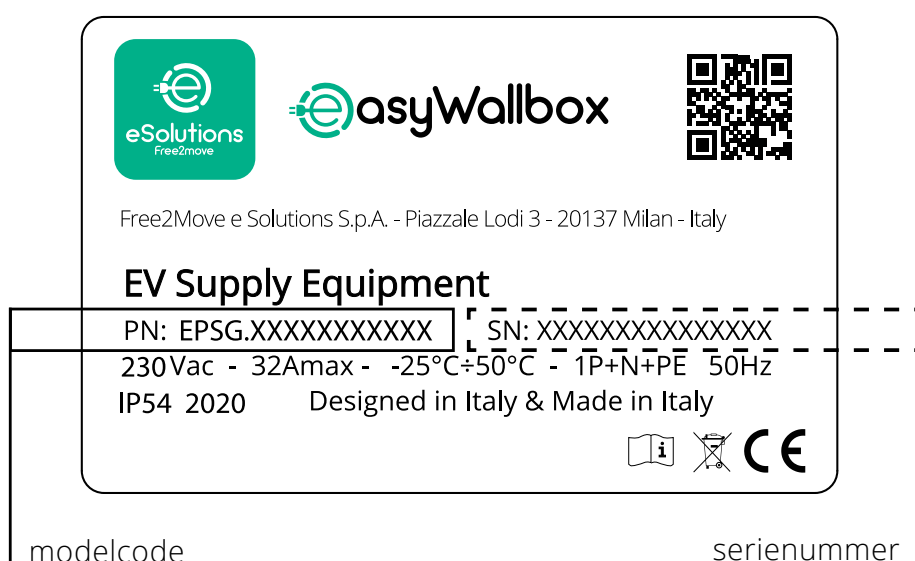 eSolutions
Free2move
easyWallbox
Free2Move e Solutions S.p.A. - Piazzale Lodi 3 - 20137 Milan - Italy
EV Supply Equipment
PN: EPSG.XXXXXXXXXXX SN: XXXXXXXXXXXXXXX
230Vac - 32Amax - -25°C÷50°C - 1P+N+PE 50Hz
IP54 2020 Designed in Italy & Made in Italy
i CE
modelcode serienummer